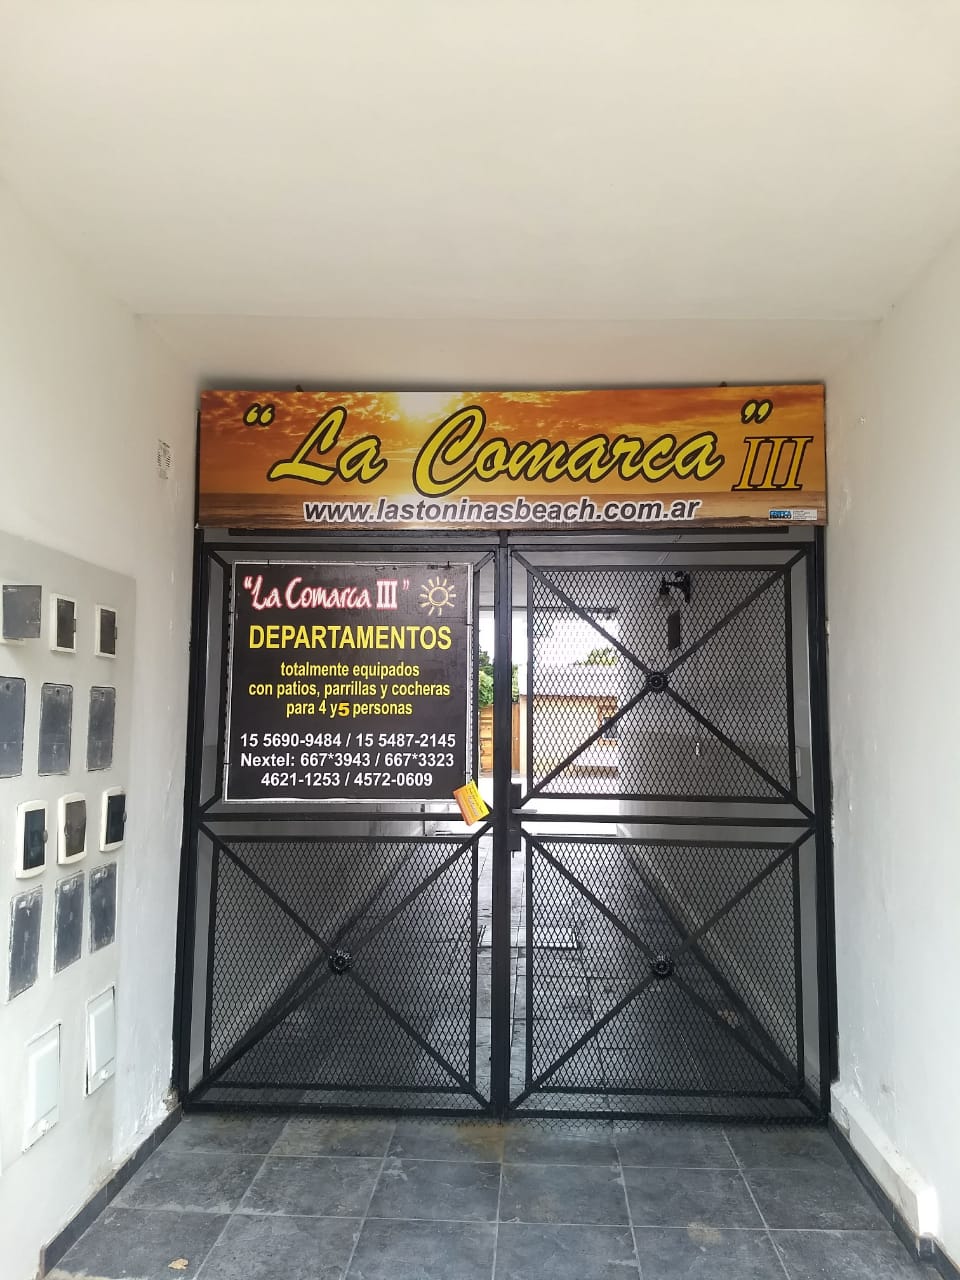 “La Comarca” III
www.lastoninasbeach.com.ar
“La Comarca III”
DEPARTAMENTOS
totalmente equipados
con patios, parrillas y cocheras
para 4 y 5 personas
15 5690-9484 / 15 5487-2145
Nextel: 667*3943 / 667*3323
4621-1253 / 4572-0609